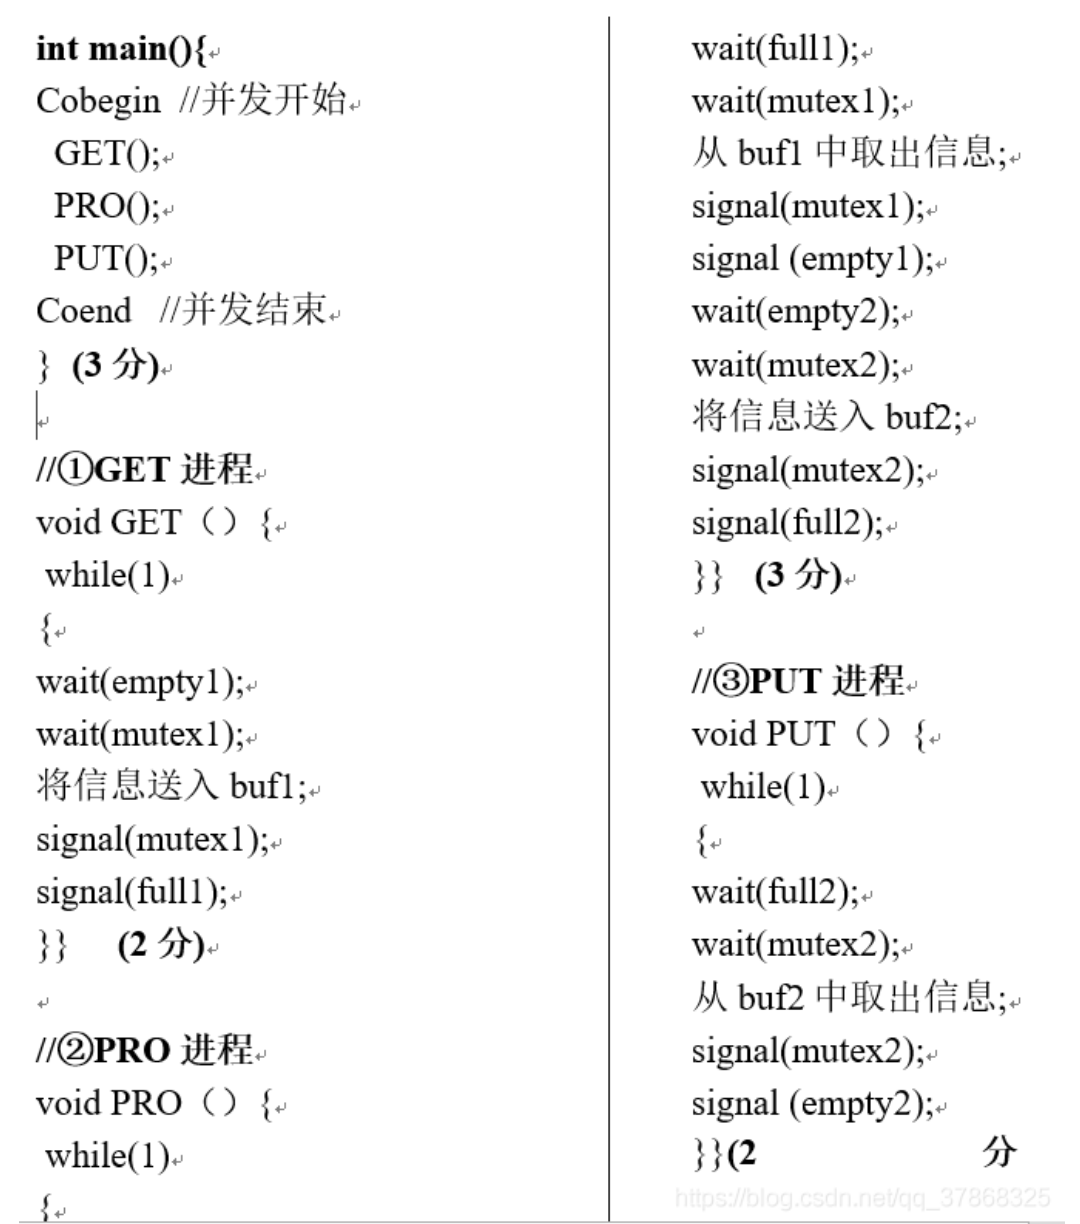 int main(){
Cobegin //并发开始
GET();
PRO();
PUT();
Coend //并发结束
} (3 分)
//①GET 进程
void GET（）{
while(1)
{
wait(empty1);
wait(mutex1);
将信息送入 buf1;
signal(mutex1);
signal(full1);
}} (2 分)
//②PRO 进程
void PRO（）{
while(1)
{
wait(full1);
wait(mutex1);
从 buf1 中取出信息;
signal(mutex1);
signal (empty1);
wait(empty2);
wait(mutex2);
将信息送入 buf2;
signal(mutex2);
signal(full2);
}} (3 分)
//③PUT 进程
void PUT（）{
while(1)
{
wait(full2);
wait(mutex2);
从 buf2 中取出信息;
signal(mutex2);
signal (empty2);
}}(2 分
https://blog.csdn.net/qq_37868325